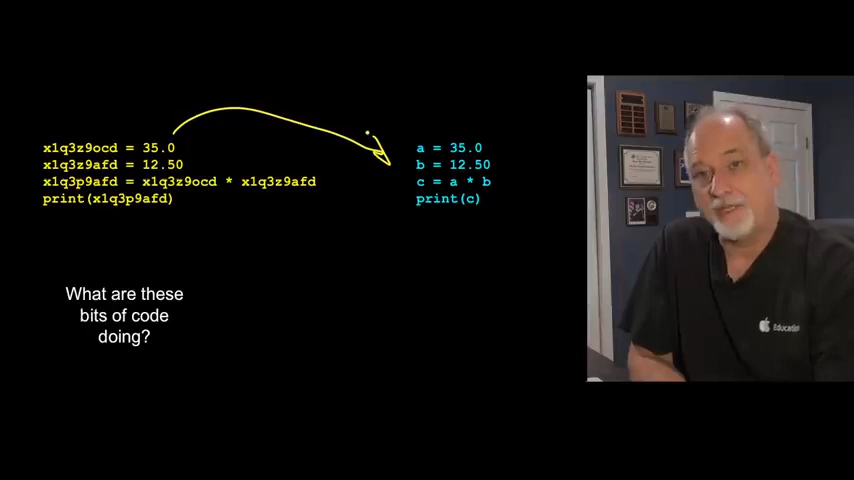 x1q3z9ocd = 35.0
x1q3z9afd = 12.50
x1q3p9afd = x1q3z9ocd * x1q3z9afd
print(x1q3p9afd)
a = 35.0
b = 12.50
c = a * b
print(c)
What are these
bits of code
doing?
Education